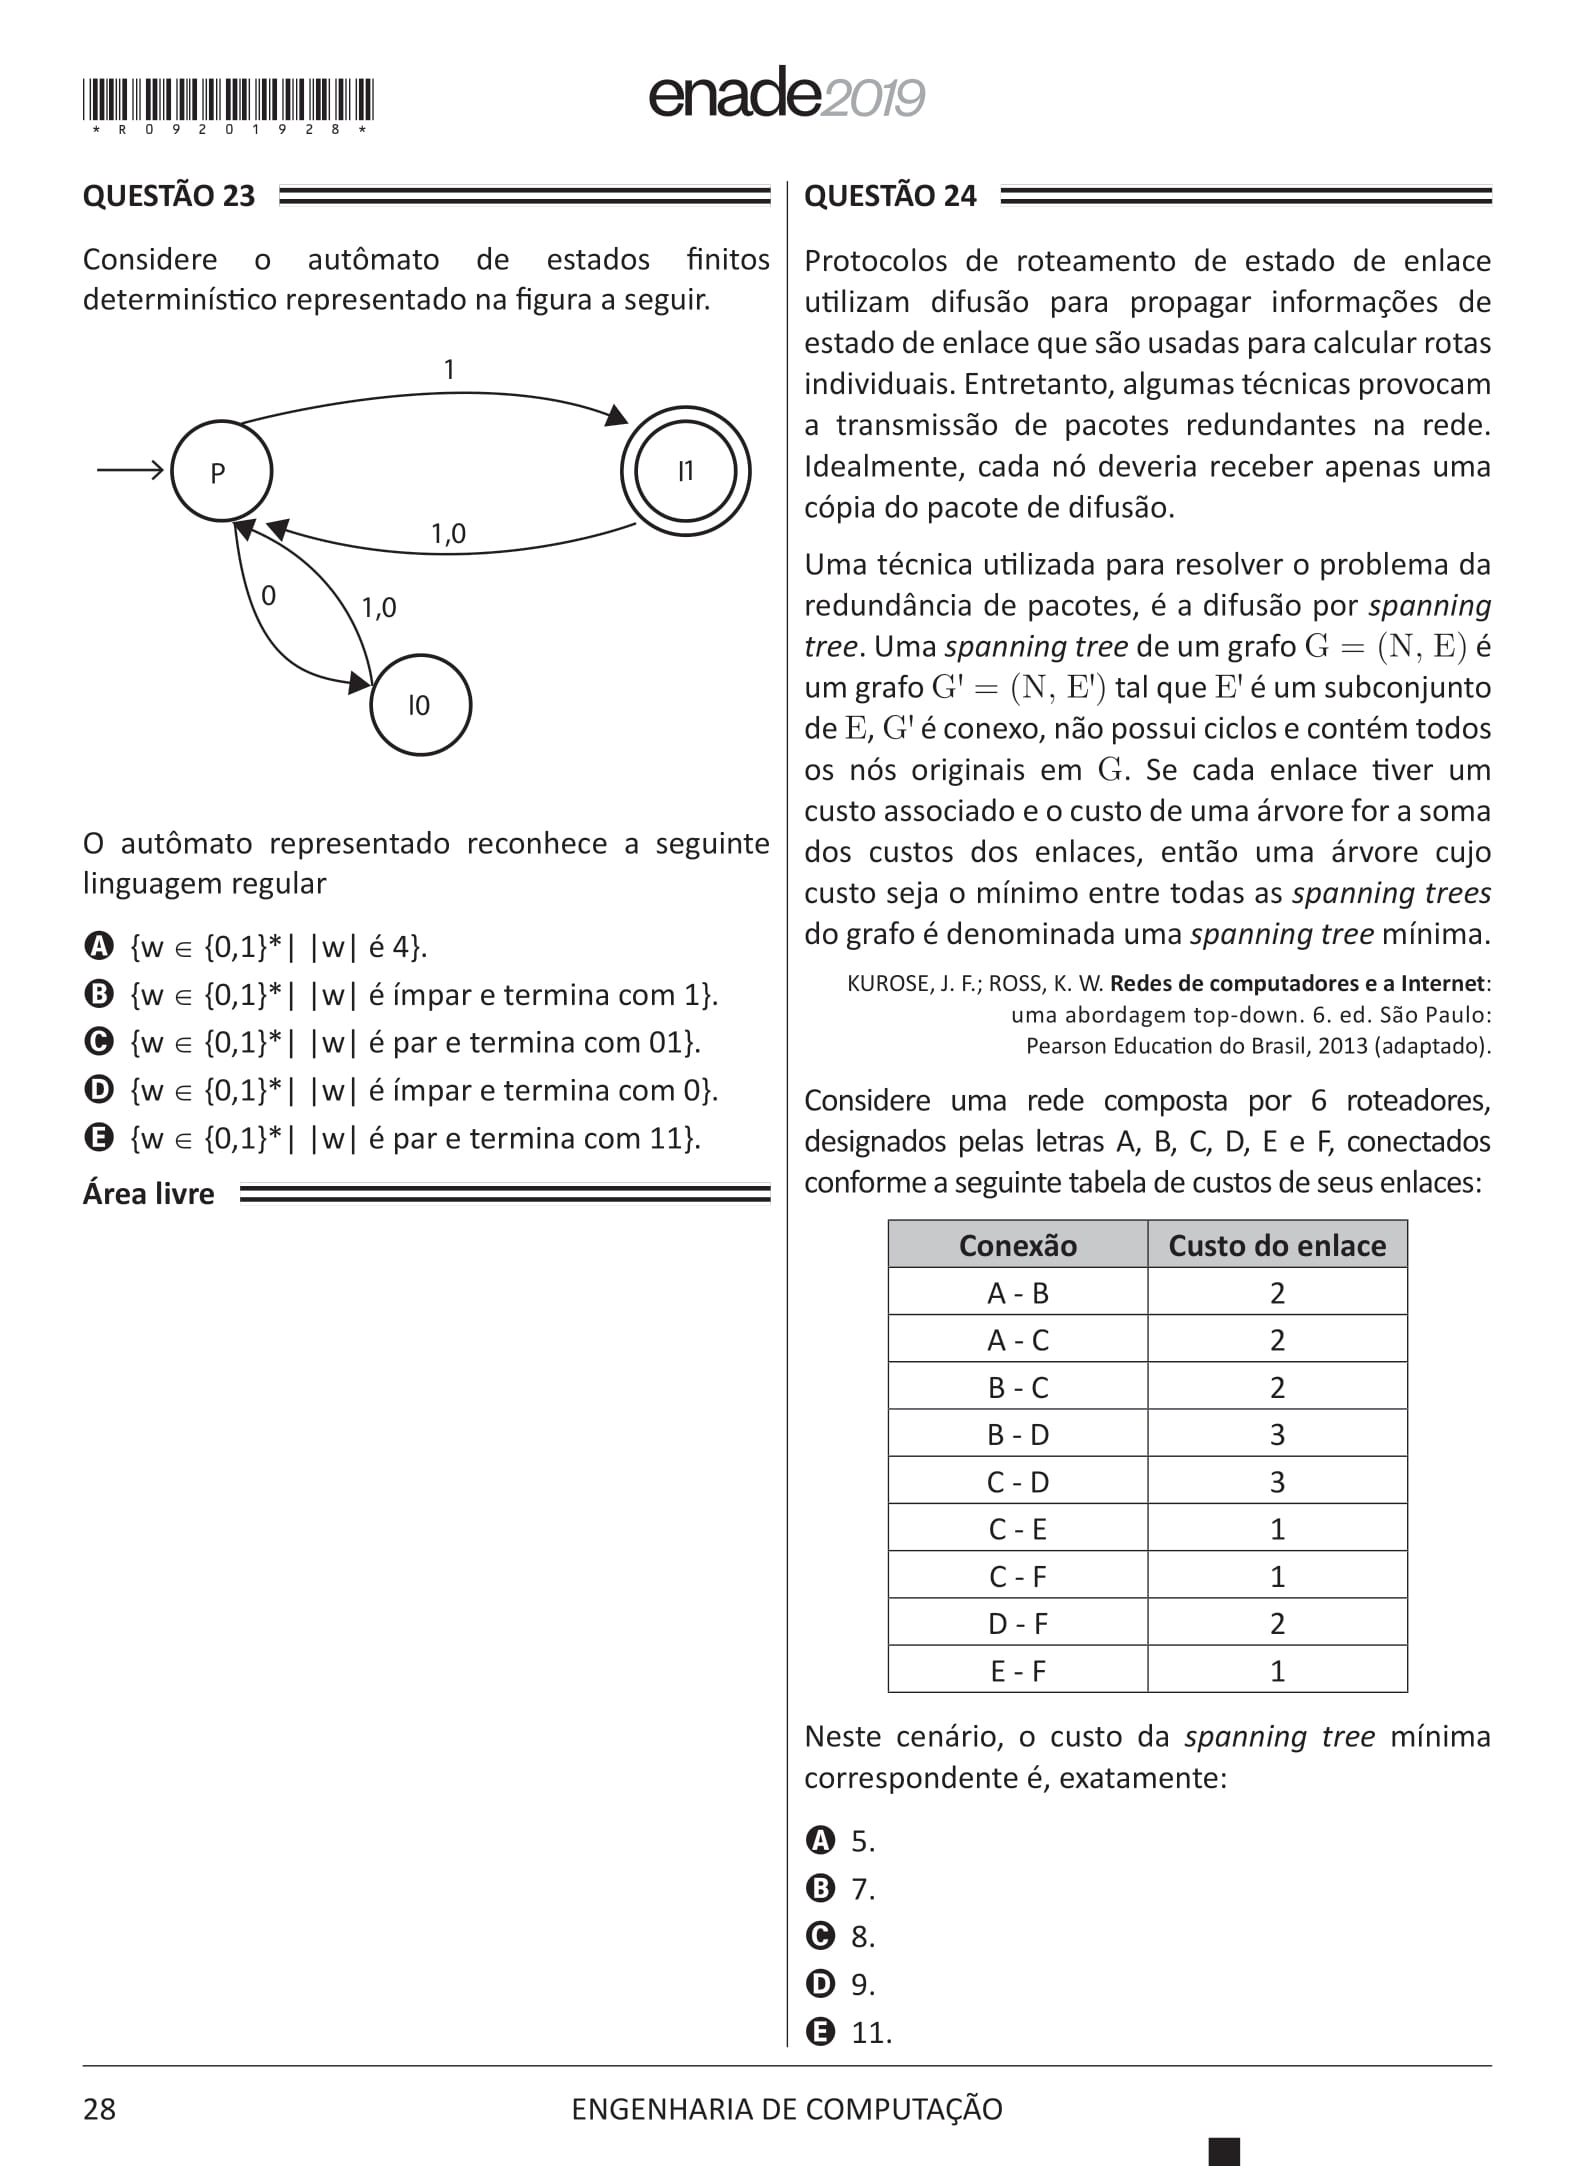 *R09201928*
enade2019
QUESTÃO 23
Considere o autômato de estados finitos
determinístico representado na figura a seguir.
1
P
I1
1,0
0
1,0
I0
O autômato representado reconhece a seguinte
linguagem regular
A {w ∈ {0,1}*| |w| é 4}.
B {w ∈ {0,1}*| |w| é ímpar e termina com 1}.
C {w ∈ {0,1}*| |w| é par e termina com 01}.
D {w ∈ {0,1}*| |w| é ímpar e termina com 0}.
E {w ∈ {0,1}*| |w| é par e termina com 11}.
Área livre
QUESTÃO 24
Protocolos de roteamento de estado de enlace
utilizam difusão para propagar informações de
estado de enlace que são usadas para calcular rotas
individuais. Entretanto, algumas técnicas provocam
a transmissão de pacotes redundantes na rede.
Idealmente, cada nó deveria receber apenas uma
cópia do pacote de difusão.
Uma técnica utilizada para resolver o problema da
redundância de pacotes, é a difusão por spanning
tree. Uma spanning tree de um grafo G = (N, E) é
um grafo G' = (N, E') tal que E' é um subconjunto
de E, G' é conexo, não possui ciclos e contém todos
os nós originais em G. Se cada enlace tiver um
custo associado e o custo de uma árvore for a soma
dos custos dos enlaces, então uma árvore cujo
custo seja o mínimo entre todas as spanning trees
do grafo é denominada uma spanning tree mínima.
KUROSE, J. F.; ROSS, K. W. Redes de computadores e a Internet:
uma abordagem top-down. 6. ed. São Paulo:
Pearson Education do Brasil, 2013 (adaptado).
Considere uma rede composta por 6 roteadores,
designados pelas letras A, B, C, D, E e F, conectados
conforme a seguinte tabela de custos de seus enlaces:
Conexão Custo do enlace
A - B 2
A - C 2
B - C 2
B - D 3
C - D 3
C - E 1
C - F 1
D - F 2
E - F 1
Neste cenário, o custo da spanning tree mínima
correspondente é, exatamente:
A 5.
B 7.
C 8.
D 9.
E 11.
28
ENGENHARIA DE COMPUTAÇÃO